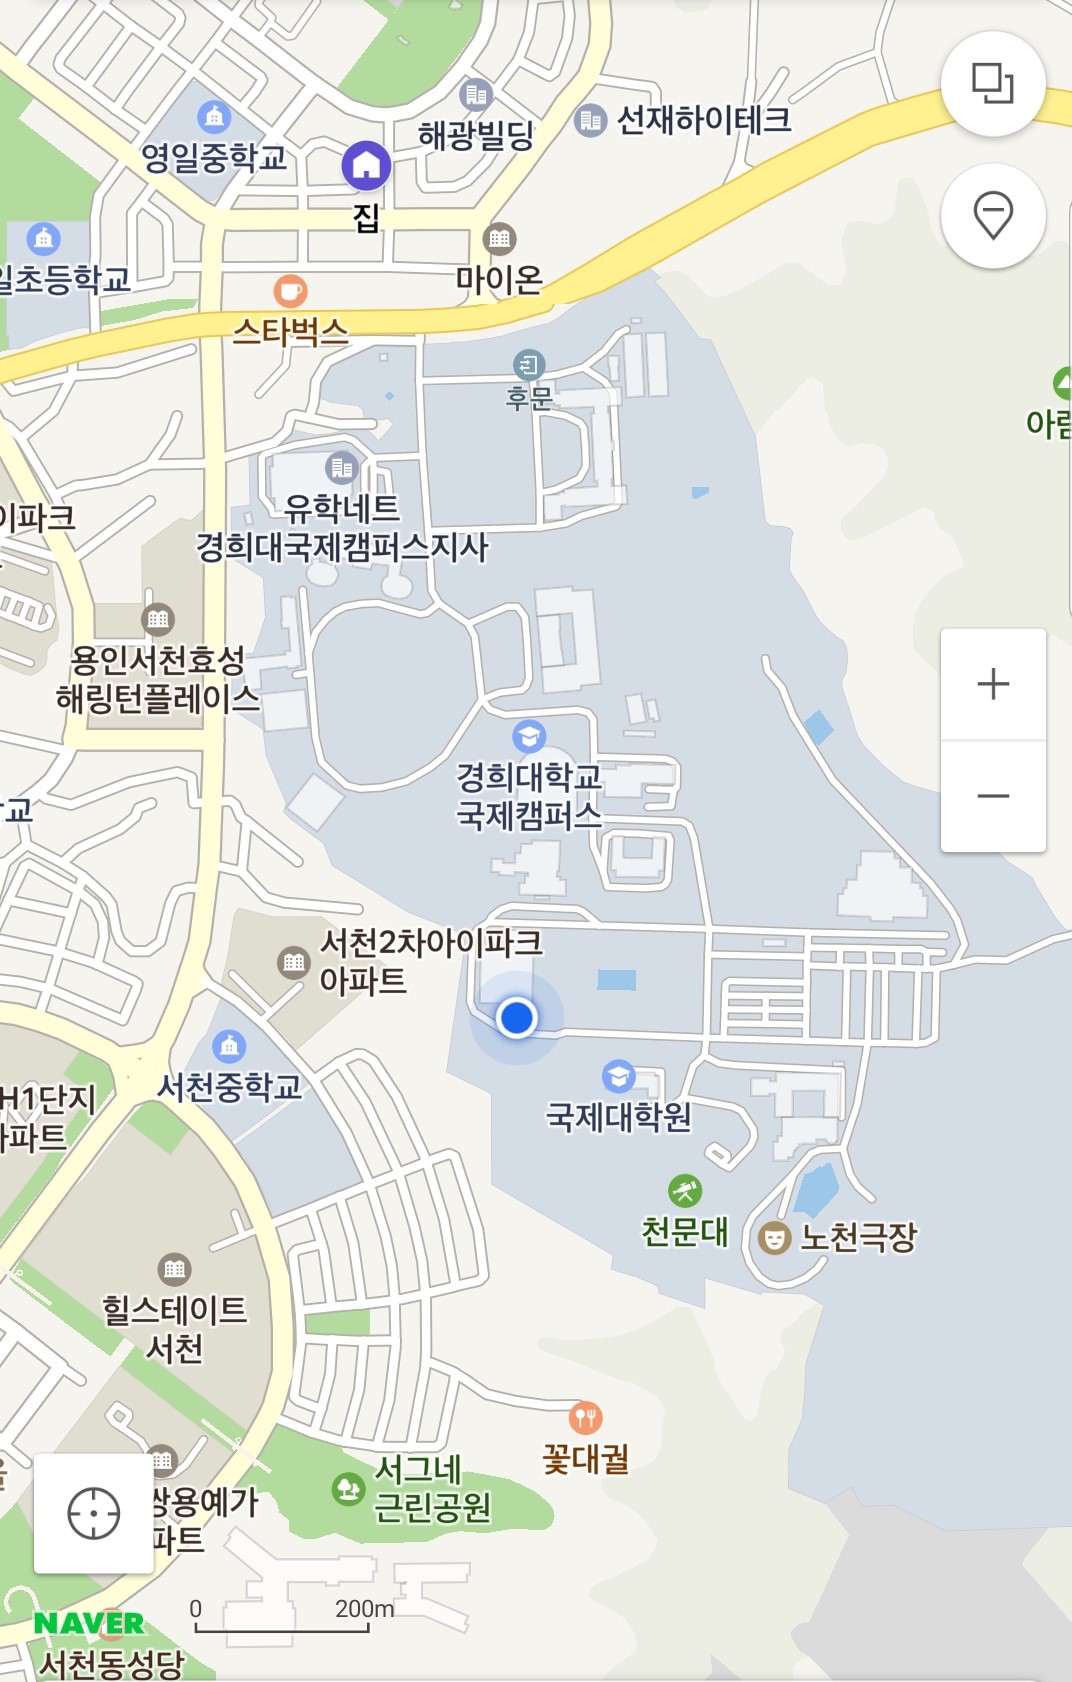 영일중학교
해광빌딩
선재하이테크
집
일초등학교
마이온
스타벅스
후문
아람
이파크
유학네트
경희대국제캠퍼스지사
용인서천효성
해링턴플레이스
경희대학교
국제캠퍼스
학교
서천2차아이파크
아파트
서천중학교
H1단지
아파트
국제대학원
천문대
노천극장
힐스테이트
서천
꽃대궐
서그네
근린공원
쌍용예가
파트
0 200m
NAVER
서천동성당